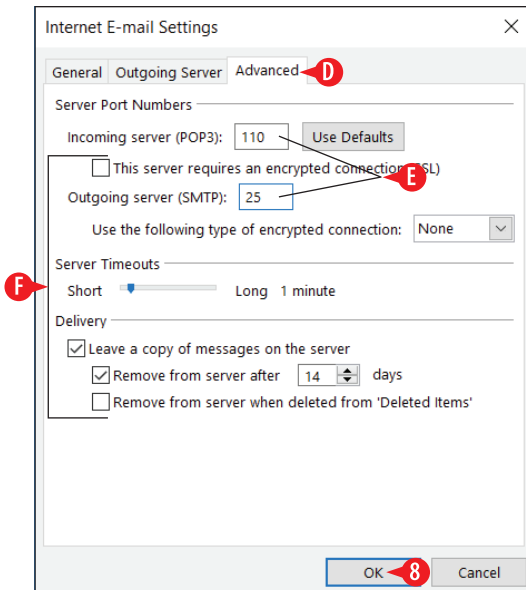 Internet E-mail Settings
General Outgoing Server Advanced D
Server Port Numbers
Incoming server (POP3): 110 Use Defaults
This server requires an encrypted connection (SSL)
E
Outgoing server (SMTP): 25
Use the following type of encrypted connection: None
Server Timeouts
F
Short Long 1 minute
Delivery
Leave a copy of messages on the server
Remove from server after 14 days
Remove from server when deleted from 'Deleted Items'
OK 8 Cancel